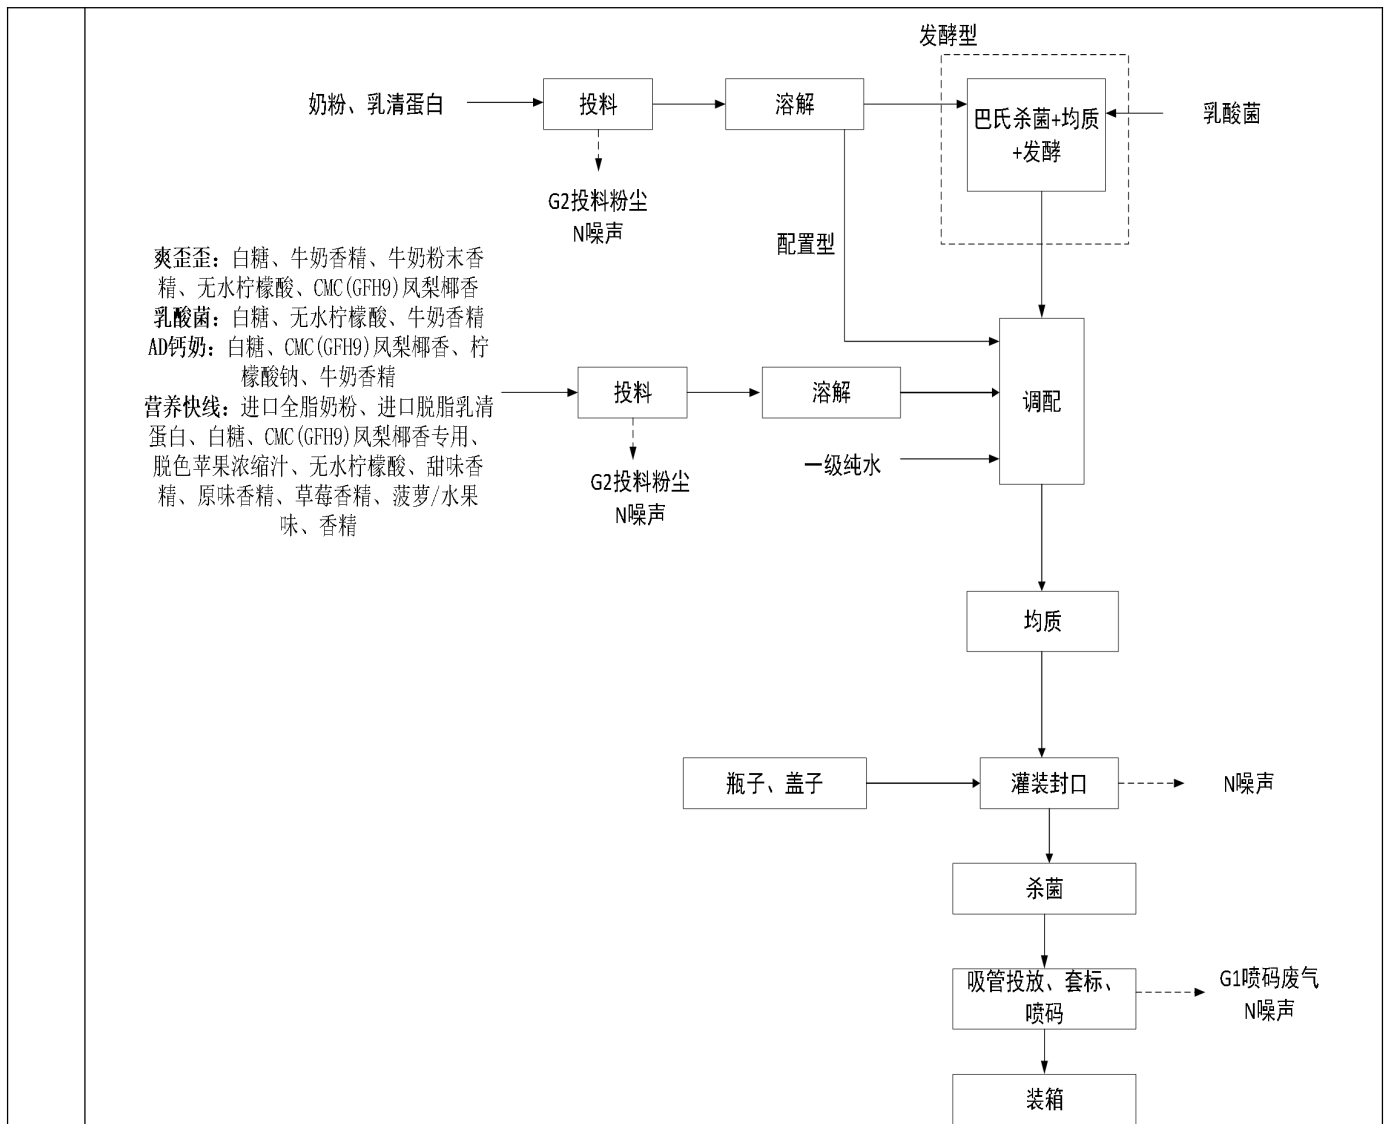 发酵型
奶粉、乳清蛋白
投料
溶解
巴氏杀菌+均质
+发酵
乳酸菌
G2投料粉尘
N噪声
配置型
爽歪歪：白糖、牛奶香精、牛奶粉末香
精、无水柠檬酸、CMC(GFH9)凤梨椰香
乳酸菌：白糖、无水柠檬酸、牛奶香精
AD钙奶：白糖、CMC(GFH9)凤梨椰香、柠
檬酸钠、牛奶香精
营养快线：进口全脂奶粉、进口脱脂乳清
蛋白、白糖、CMC(GFH9)凤梨椰香专用、
脱色苹果浓缩汁、无水柠檬酸、甜味香
精、原味香精、草莓香精、菠萝/水果
味、香精
投料
溶解
调配
一级纯水
G2投料粉尘
N噪声
均质
瓶子、盖子
灌装封口
N噪声
杀菌
吸管投放、套标、
喷码
G1喷码废气
N噪声
装箱